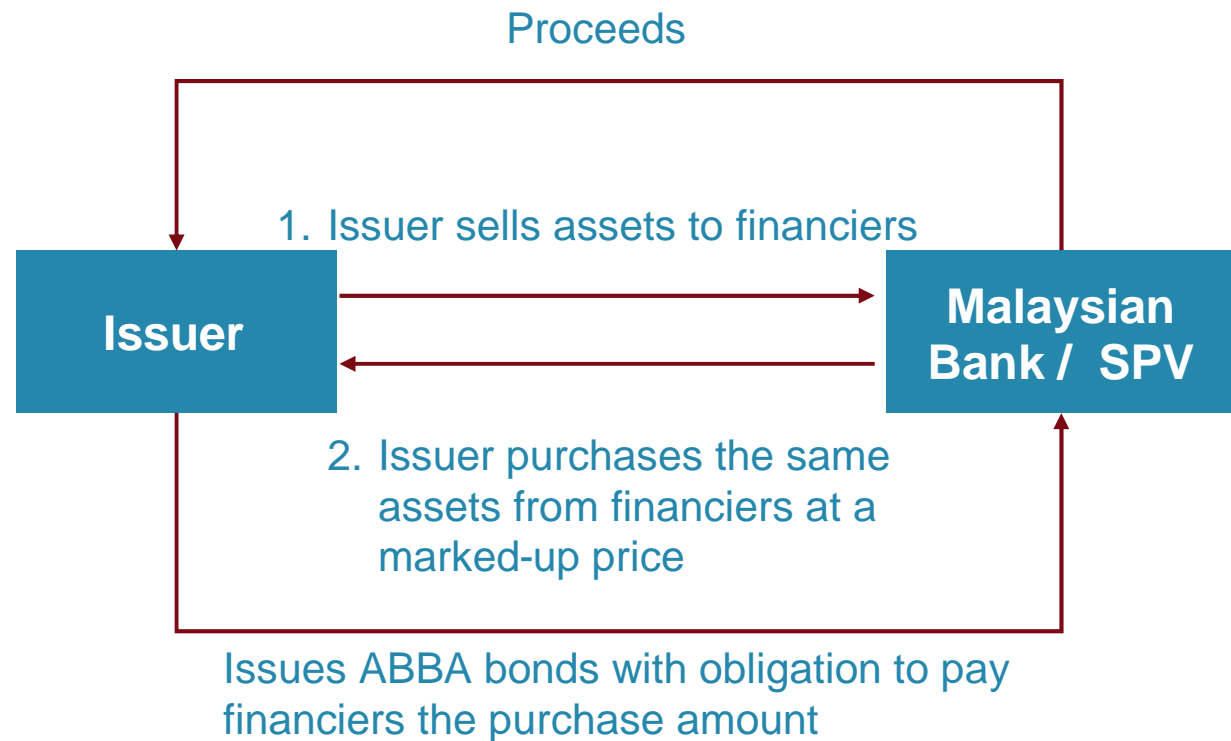 Proceeds
1. Issuer sells assets to financiers
Issuer
Malaysian
Bank / SPV
2. Issuer purchases the same
assets from financiers at a
marked-up price
Issues ABBA bonds with obligation to pay
financiers the purchase amount